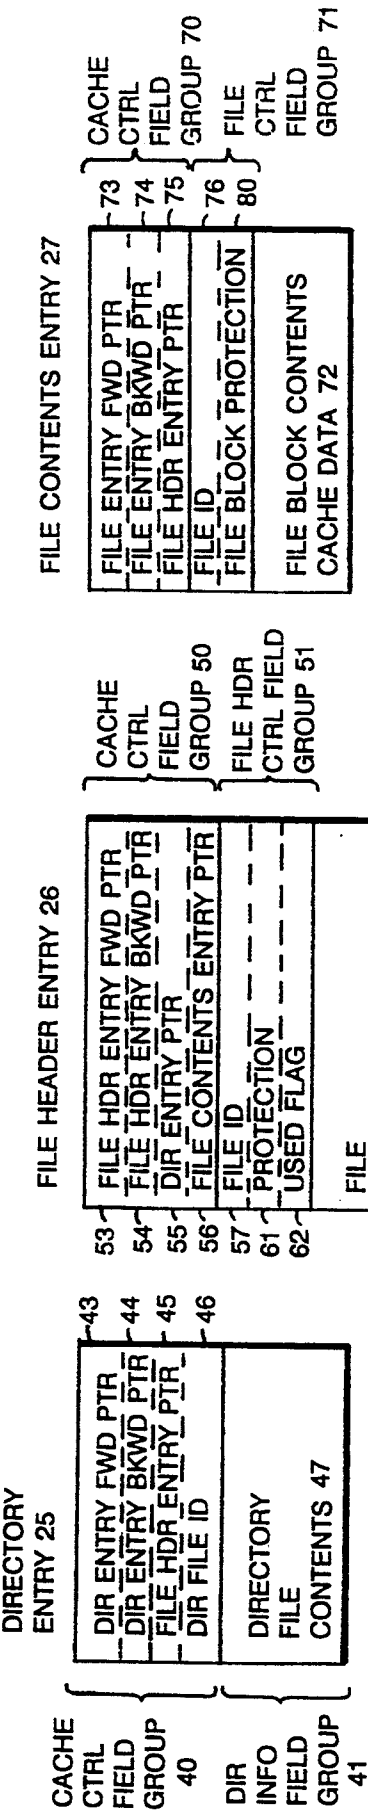 DIRECTORY
ENTRY 25
CACHE
CTRL
FIELD
GROUP
40
DIR
INFO
FIELD
GROUP
41
DIR ENTRY FWD PTR 43
DIR ENTRY BKWD PTR 44
FILE HDR ENTRY PTR 45
DIR FILE ID 46
DIRECTORY
FILE
CONTENTS 47
FILE HEADER ENTRY 26
53 FILE HDR ENTRY FWD PTR
54 FILE HDR ENTRY BKWD PTR
55 DIR ENTRY PTR
56 FILE CONTENTS ENTRY PTR
57 FILE ID
61 PROTECTION
62 USED FLAG
FILE
CACHE
CTRL
FIELD
GROUP 50
FILE HDR
CTRL FIELD
GROUP 51
FILE CONTENTS ENTRY 27
FILE ENTRY FWD PTR 73
FILE ENTRY BKWD PTR 74
FILE HDR ENTRY PTR 75
FILE ID 76
FILE BLOCK PROTECTION 80
FILE BLOCK CONTENTS
CACHE DATA 72
CACHE
CTRL
FIELD
GROUP 70
FILE
CTRL
FIELD
GROUP 71